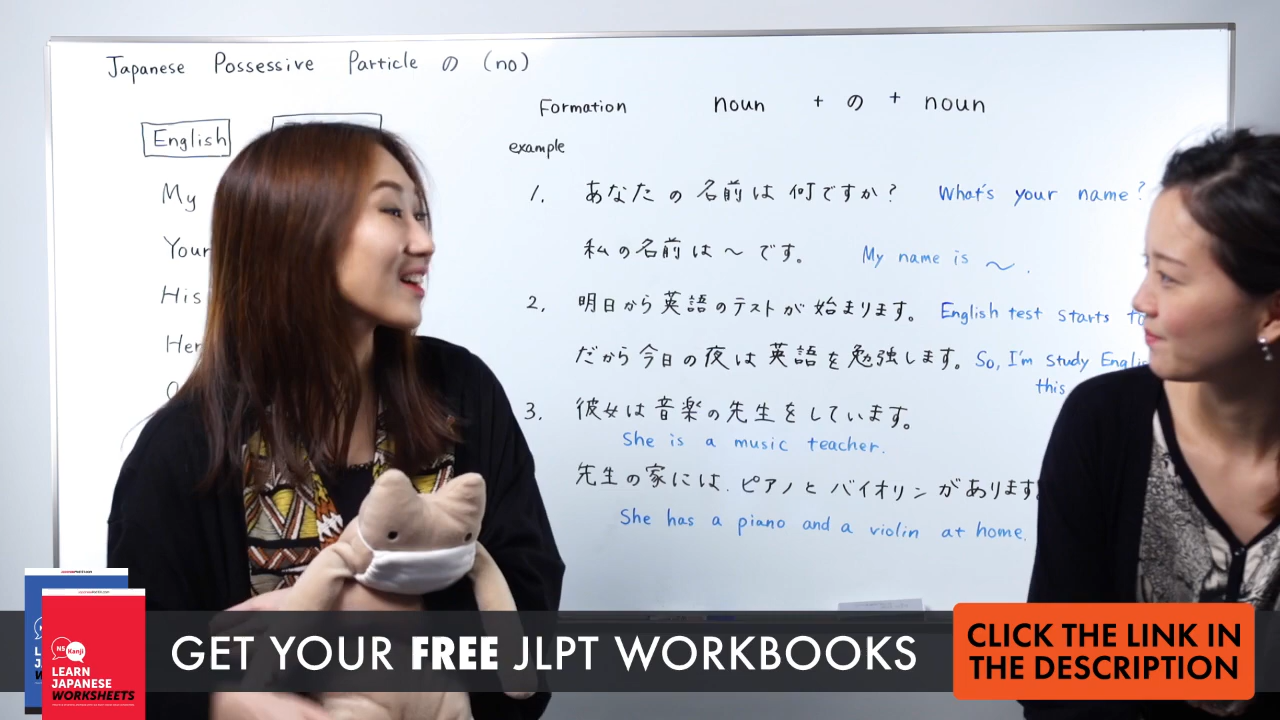 Japanese Possessive Particle の (no)
Formation noun + の + noun
English
example
My
Your
His
Her
1. あなたの名前は何ですか? What's your name?
私の名前は〜です。 My name is 〜.
2. 明日から英語のテストが始まります。 English test starts
だから今日の夜は英語を勉強します。 So, I'm study
this
3. 彼女は音楽の先生をしています。
She is a music teacher.
先生の家には、ピアノとバイオリンがあります
She has a piano and a violin at home.
NS Kanji
LEARN
JAPANESE
WORKSHEETS
GET YOUR FREE JLPT WORKBOOKS
CLICK THE LINK IN
THE DESCRIPTION